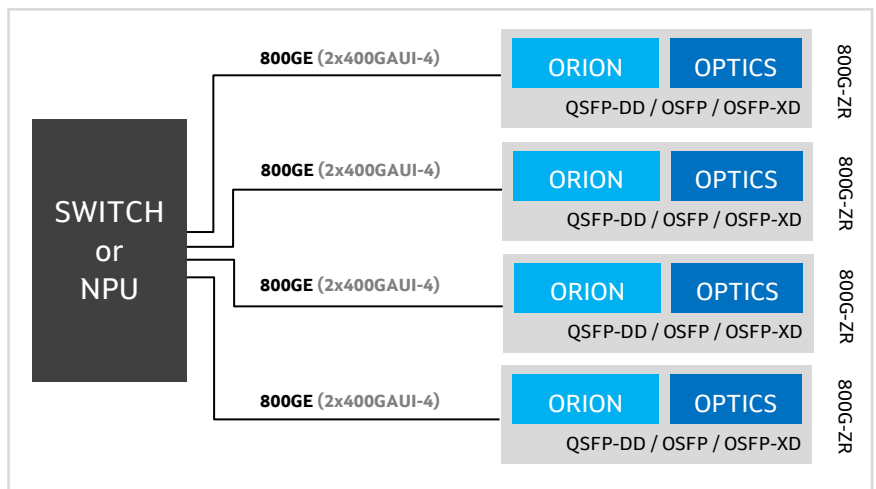 800GE (2x400GAUI-4)
ORION
OPTICS
QSFP-DD / OSFP / OSFP-XD
800G-ZR
800GE (2x400GAUI-4)
ORION
OPTICS
QSFP-DD / OSFP / OSFP-XD
800G-ZR
SWITCH
or
NPU
800GE (2x400GAUI-4)
ORION
OPTICS
QSFP-DD / OSFP / OSFP-XD
800G-ZR
800GE (2x400GAUI-4)
ORION
OPTICS
QSFP-DD / OSFP / OSFP-XD
800G-ZR